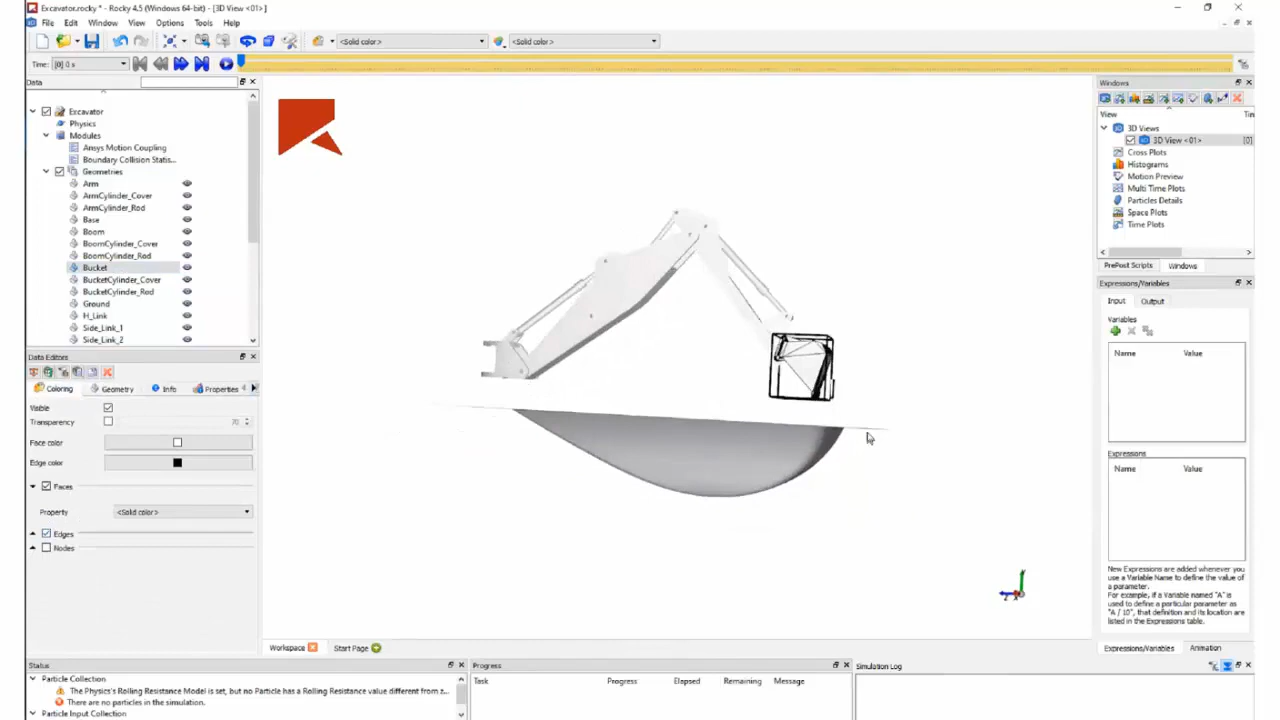 Excavator.rocky * - Rocky 4.5 (Windows 64-bit) - [3D View <01> ]
File Edit Window View Options Tools Help
<Solid color> <Solid color>
Time: [0] 0 s
Data
Excavator
Physics
Modules
Ansys Motion Coupling
Boundary Collision Statis...
Geometries
Arm
ArmCylinder_Cover
ArmCylinder_Rod
Base
Boom
BoomCylinder_Cover
BoomCylinder_Rod
Bucket
BucketCylinder_Cover
BucketCylinder_Rod
Ground
H_Link
Side_Link_1
Side_Link_2
Data Editors
Coloring Geometry Info Properties
Visible
Transparency 70
Face color
Edge color
Faces
Property <Solid color>
Edges
Nodes
Y
Z X
Workspace Start Page
Windows
View Tin
3D Views
3D View <01> [0]
Cross Plots
Histograms
Motion Preview
Multi Time Plots
Particles Details
Space Plots
Time Plots
PrePost Scripts Windows
Expressions/Variables
Input Output
Variables
Name Value
Expressions
Name Value
New Expressions are added whenever you
use a Variable Name to define the value of
a parameter.
For example, if a Variable named "A" is
used to define a particular parameter as
"A / 10", that definition and its location are
listed in the Expressions table.
Expressions/Variables Animation
Status
Particle Collection
The Physics's Rolling Resistance Model is set, but no Particle has a Rolling Resistance value different from z...
There are no particles in the simulation.
Particle Input Collection
Progress
Task Progress Elapsed Remaining Message
Simulation Log